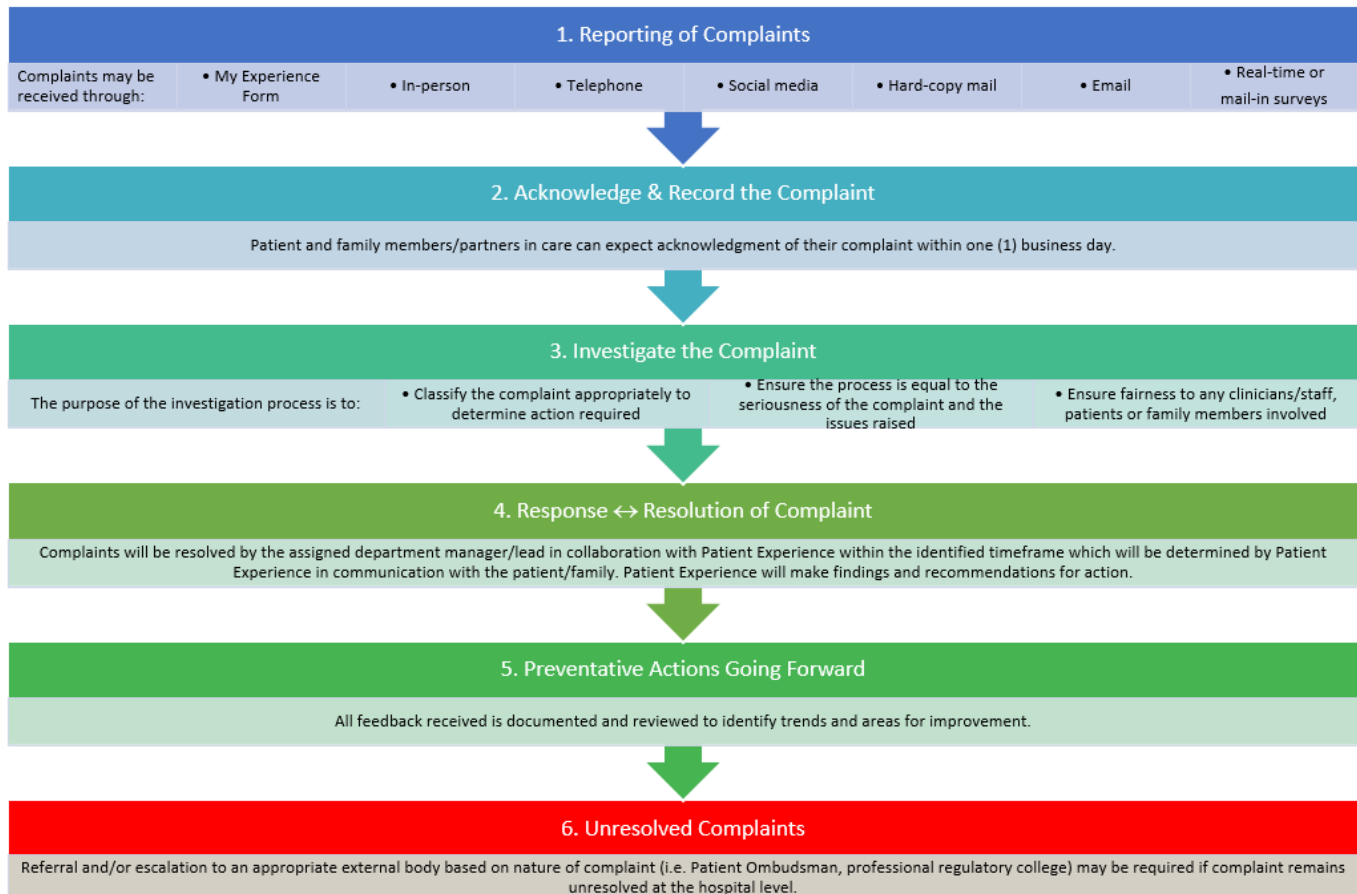 1. Reporting of Complaints
Complaints may be
received through:
• My Experience
Form
• In-person
• Telephone
• Social media
• Hard-copy mail
• Email
• Real-time or
mail-in surveys
2. Acknowledge & Record the Complaint
Patient and family members/partners in care can expect acknowledgment of their complaint within one (1) business day.
3. Investigate the Complaint
The purpose of the investigation process is to:
• Classify the complaint appropriately to
determine action required
• Ensure the process is equal to the
seriousness of the complaint and the
issues raised
• Ensure fairness to any clinicians/staff,
patients or family members involved
4. Response ↔ Resolution of Complaint
Complaints will be resolved by the assigned department manager/lead in collaboration with Patient Experience within the identified timeframe which will be determined by Patient
Experience in communication with the patient/family. Patient Experience will make findings and recommendations for action.
5. Preventative Actions Going Forward
All feedback received is documented and reviewed to identify trends and areas for improvement.
6. Unresolved Complaints
Referral and/or escalation to an appropriate external body based on nature of complaint (i.e. Patient Ombudsman, professional regulatory college) may be required if complaint remains
unresolved at the hospital level.